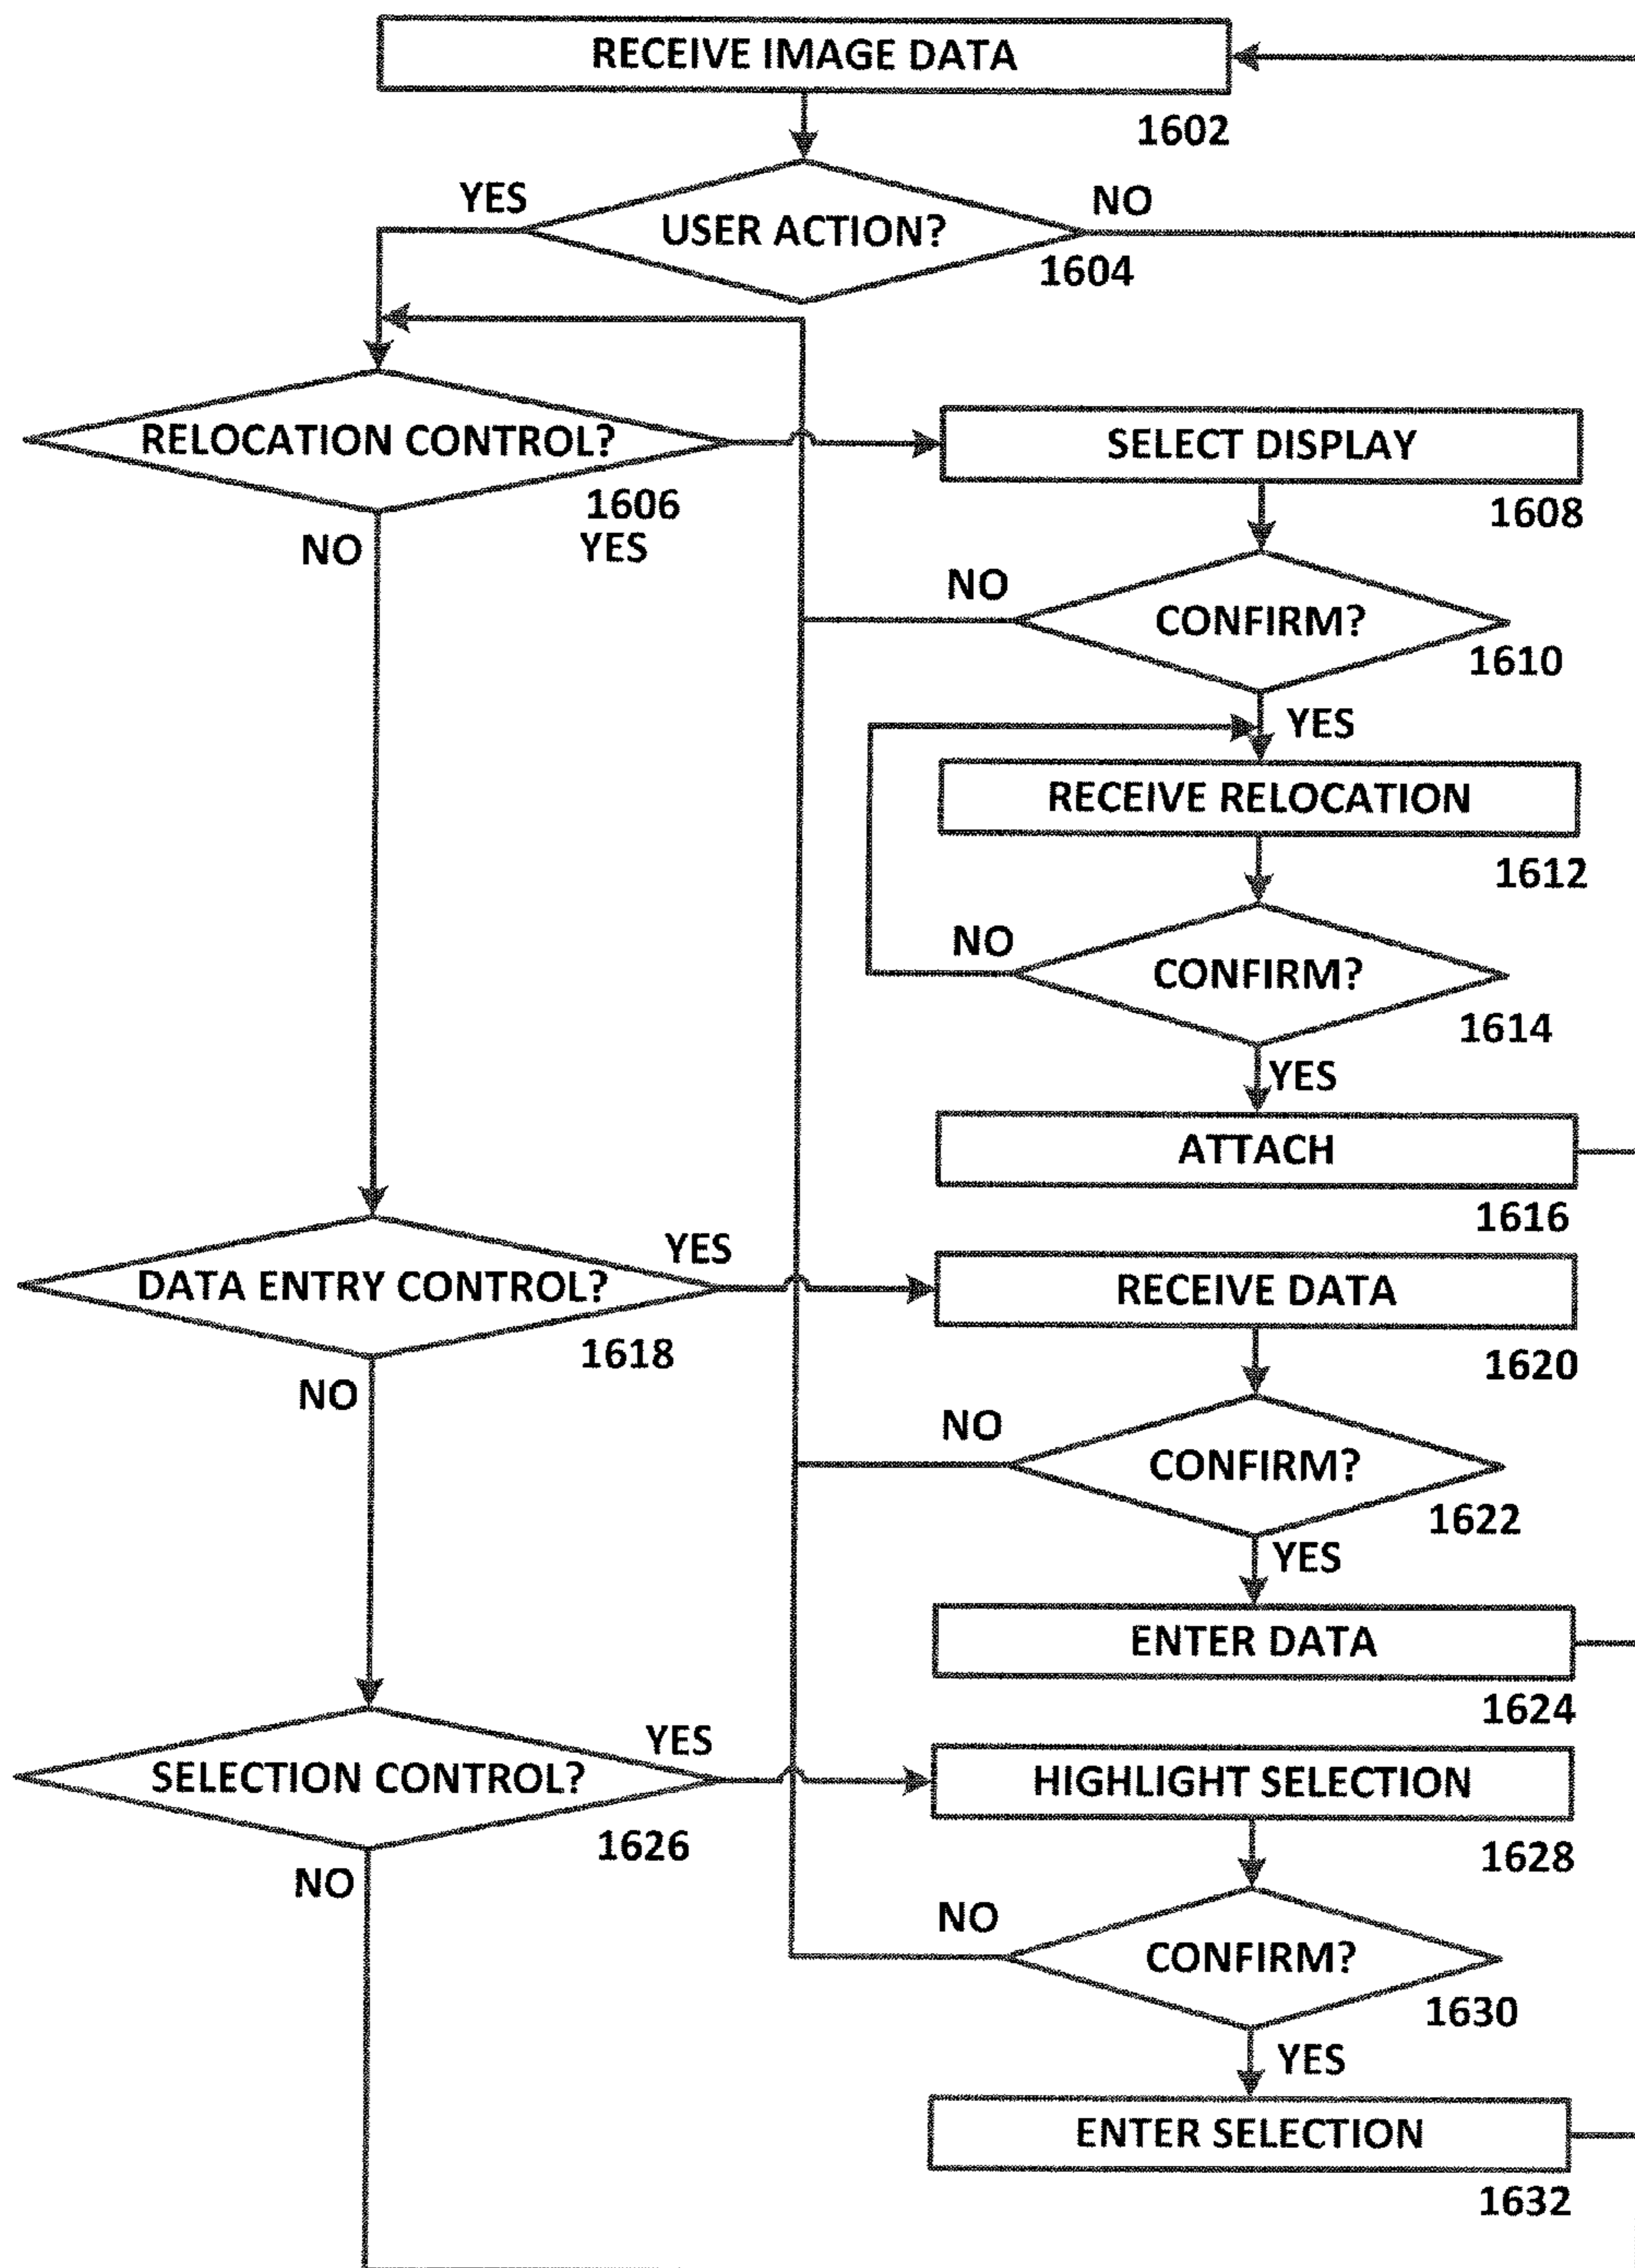 RECEIVE IMAGE DATA
1602
YES
NO
USER ACTION?
1604
RELOCATION CONTROL?
1606
YES
NO
SELECT DISPLAY
1608
NO
CONFIRM?
1610
YES
RECEIVE RELOCATION
1612
NO
CONFIRM?
1614
YES
ATTACH
1616
YES
DATA ENTRY CONTROL?
1618
NO
RECEIVE DATA
1620
NO
CONFIRM?
1622
YES
ENTER DATA
1624
YES
SELECTION CONTROL?
1626
NO
HIGHLIGHT SELECTION
1628
NO
CONFIRM?
1630
YES
ENTER SELECTION
1632